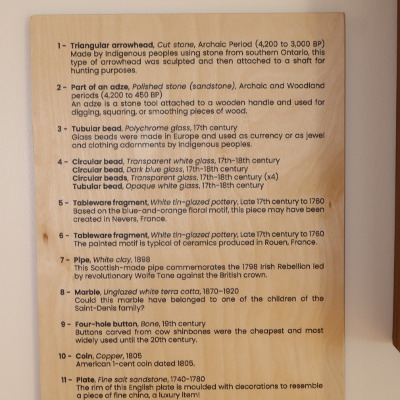 1 - Triangular arrowhead, Cut stone, Archaic Period (4,200 to 3,000 BP)
Made by Indigenous peoples using stone from southern Ontario, this
type of arrowhead was sculpted and then attached to a shaft for
hunting purposes.
2 - Part of an adze, Polished stone (sandstone), Archaic and Woodland
periods (4,200 to 450 BP)
An adze is a stone tool attached to a wooden handle and used for
digging, squaring, or smoothing pieces of wood.
3 - Tubular bead, Polychrome glass, 17th century
Glass beads were made in Europe and used as currency or as jewel
and clothing adornments by Indigenous peoples.
4 - Circular bead, Transparent white glass, 17th-18th century
Circular bead, Dark blue glass, 17th-18th century
Circular beads, Transparent glass, 17th-18th century (x4)
Tubular bead, Opaque white glass, 17th-18th century
5 - Tableware fragment, White tin-glazed pottery, Late 17th century to 1760
Based on the blue-and-orange floral motif, this piece may have been
created in Nevers, France.
6 - Tableware fragment, White tin-glazed pottery, Late 17th century to 1760
The painted motif is typical of ceramics produced in Rouen, France.
7 - Pipe, White clay, 1898
This Scottish-made pipe commemorates the 1798 Irish Rebellion led
by revolutionary Wolfe Tone against the British crown.
8 - Marble, Unglazed white terra cotta, 1870-1920
Could this marble have belonged to one of the children of the
Saint-Denis family?
9 - Four-hole button, Bone, 19th century
Buttons carved from cow shinbones were the cheapest and most
widely used until the 20th century.
10 - Coin, Copper, 1805
American 1-cent coin dated 1805.
11 - Plate, Fine salt sandstone, 1740-1780
The rim of this English plate is moulded with decorations to resemble
a piece of fine china, a luxury item!